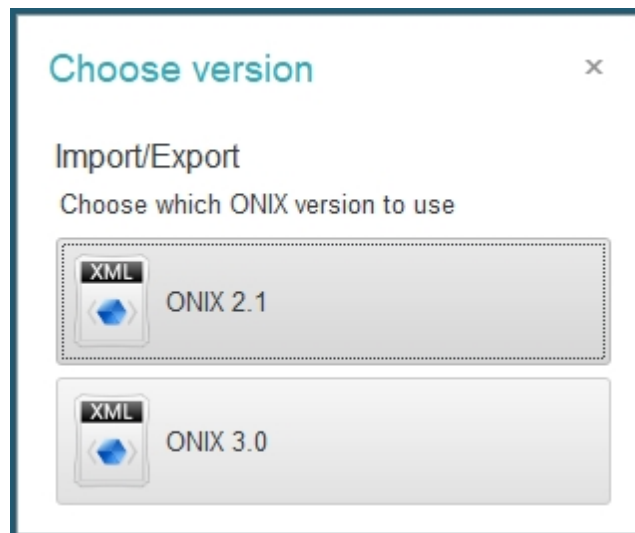 Choose version
×
Import/Export
Choose which ONIX version to use
XML
ONIX 2.1
XML
ONIX 3.0